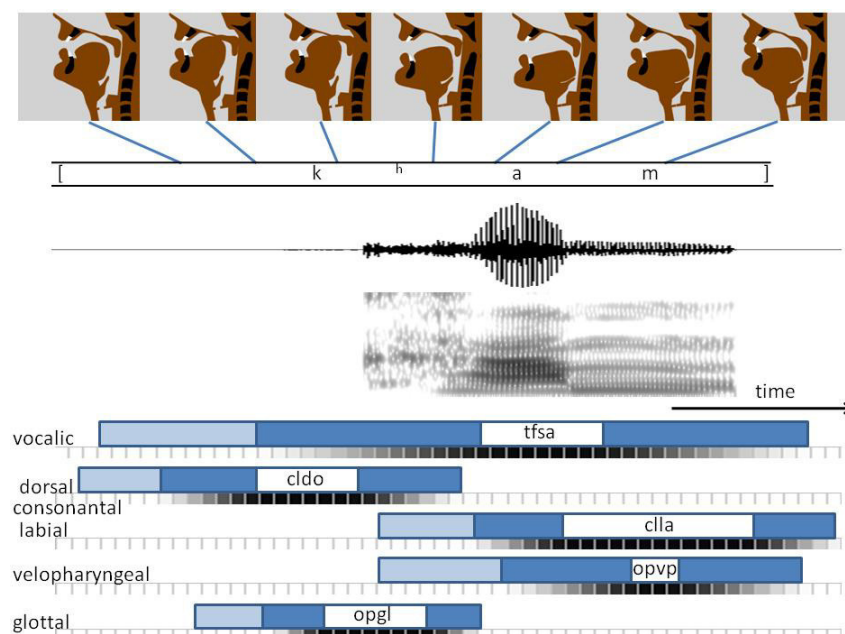 [ k ʰ a m ]
time
vocalic tfsa
dorsal cldo
consonantal
labial clla
velopharyngeal opvp
glottal opgl